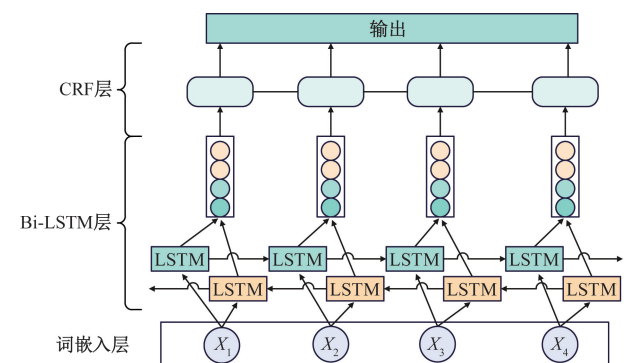 输出
CRF层
Bi-LSTM层
LSTM LSTM LSTM LSTM
LSTM LSTM LSTM LSTM
词嵌入层 X1 X2 X3 X4